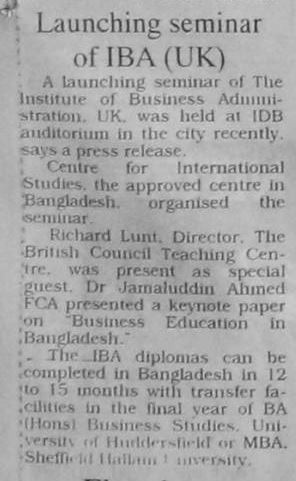 Launching seminar
of IBA (UK)
A launching seminar of The
Institute of Business Admini-
stration, UK, was held at IDB
auditorium in the city recently,
says a press release.
Centre for International
Studies, the approved centre in
Bangladesh, organised the
seminar.
Richard Lunt, Director, The
British Council Teaching Cen-
tre, was present as special
guest. Dr Jamaluddin Ahmed
FCA presented a keynote paper
on "Business Education in
Bangladesh."
The IBA diplomas can be
completed in Bangladesh in 12
to 15 months with transfer fa-
cilities in the final year of BA
(Hons) Business Studies, Uni-
versity of Huddersfield or MBA,
Sheffield Hallam University.